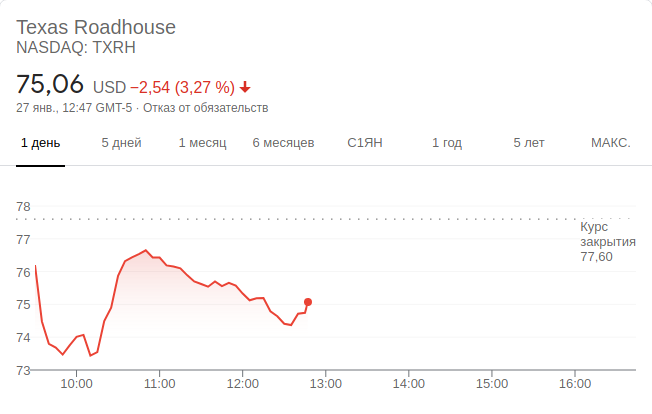 Texas Roadhouse
NASDAQ: TXRH
75,06 USD −2,54 (3,27 %)
27 янв., 12:47 GMT-5 · Отказ от обязательств
1 день 5 дней 1 месяц 6 месяцев С1ЯН 1 год 5 лет МАКС.
78
Курс
закрытия
77,60
77
76
75
74
73
10:00 11:00 12:00 13:00 14:00 15:00 16:00